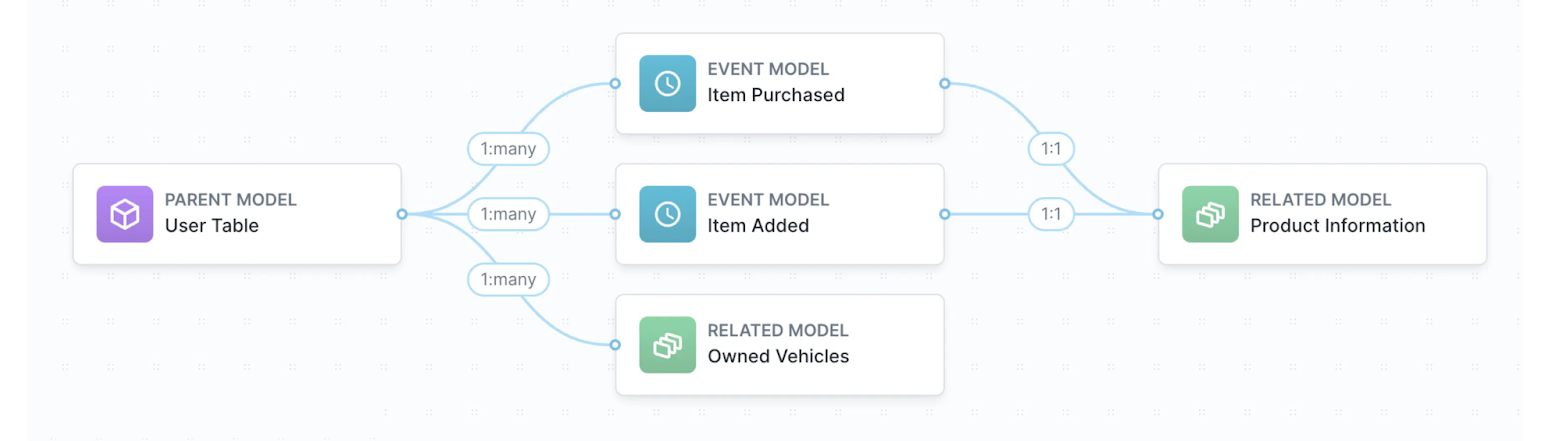 EVENT MODEL
Item Purchased
1:many
1:1
PARENT MODEL
User Table
1:many
EVENT MODEL
Item Added
1:1
RELATED MODEL
Product Information
1:many
RELATED MODEL
Owned Vehicles